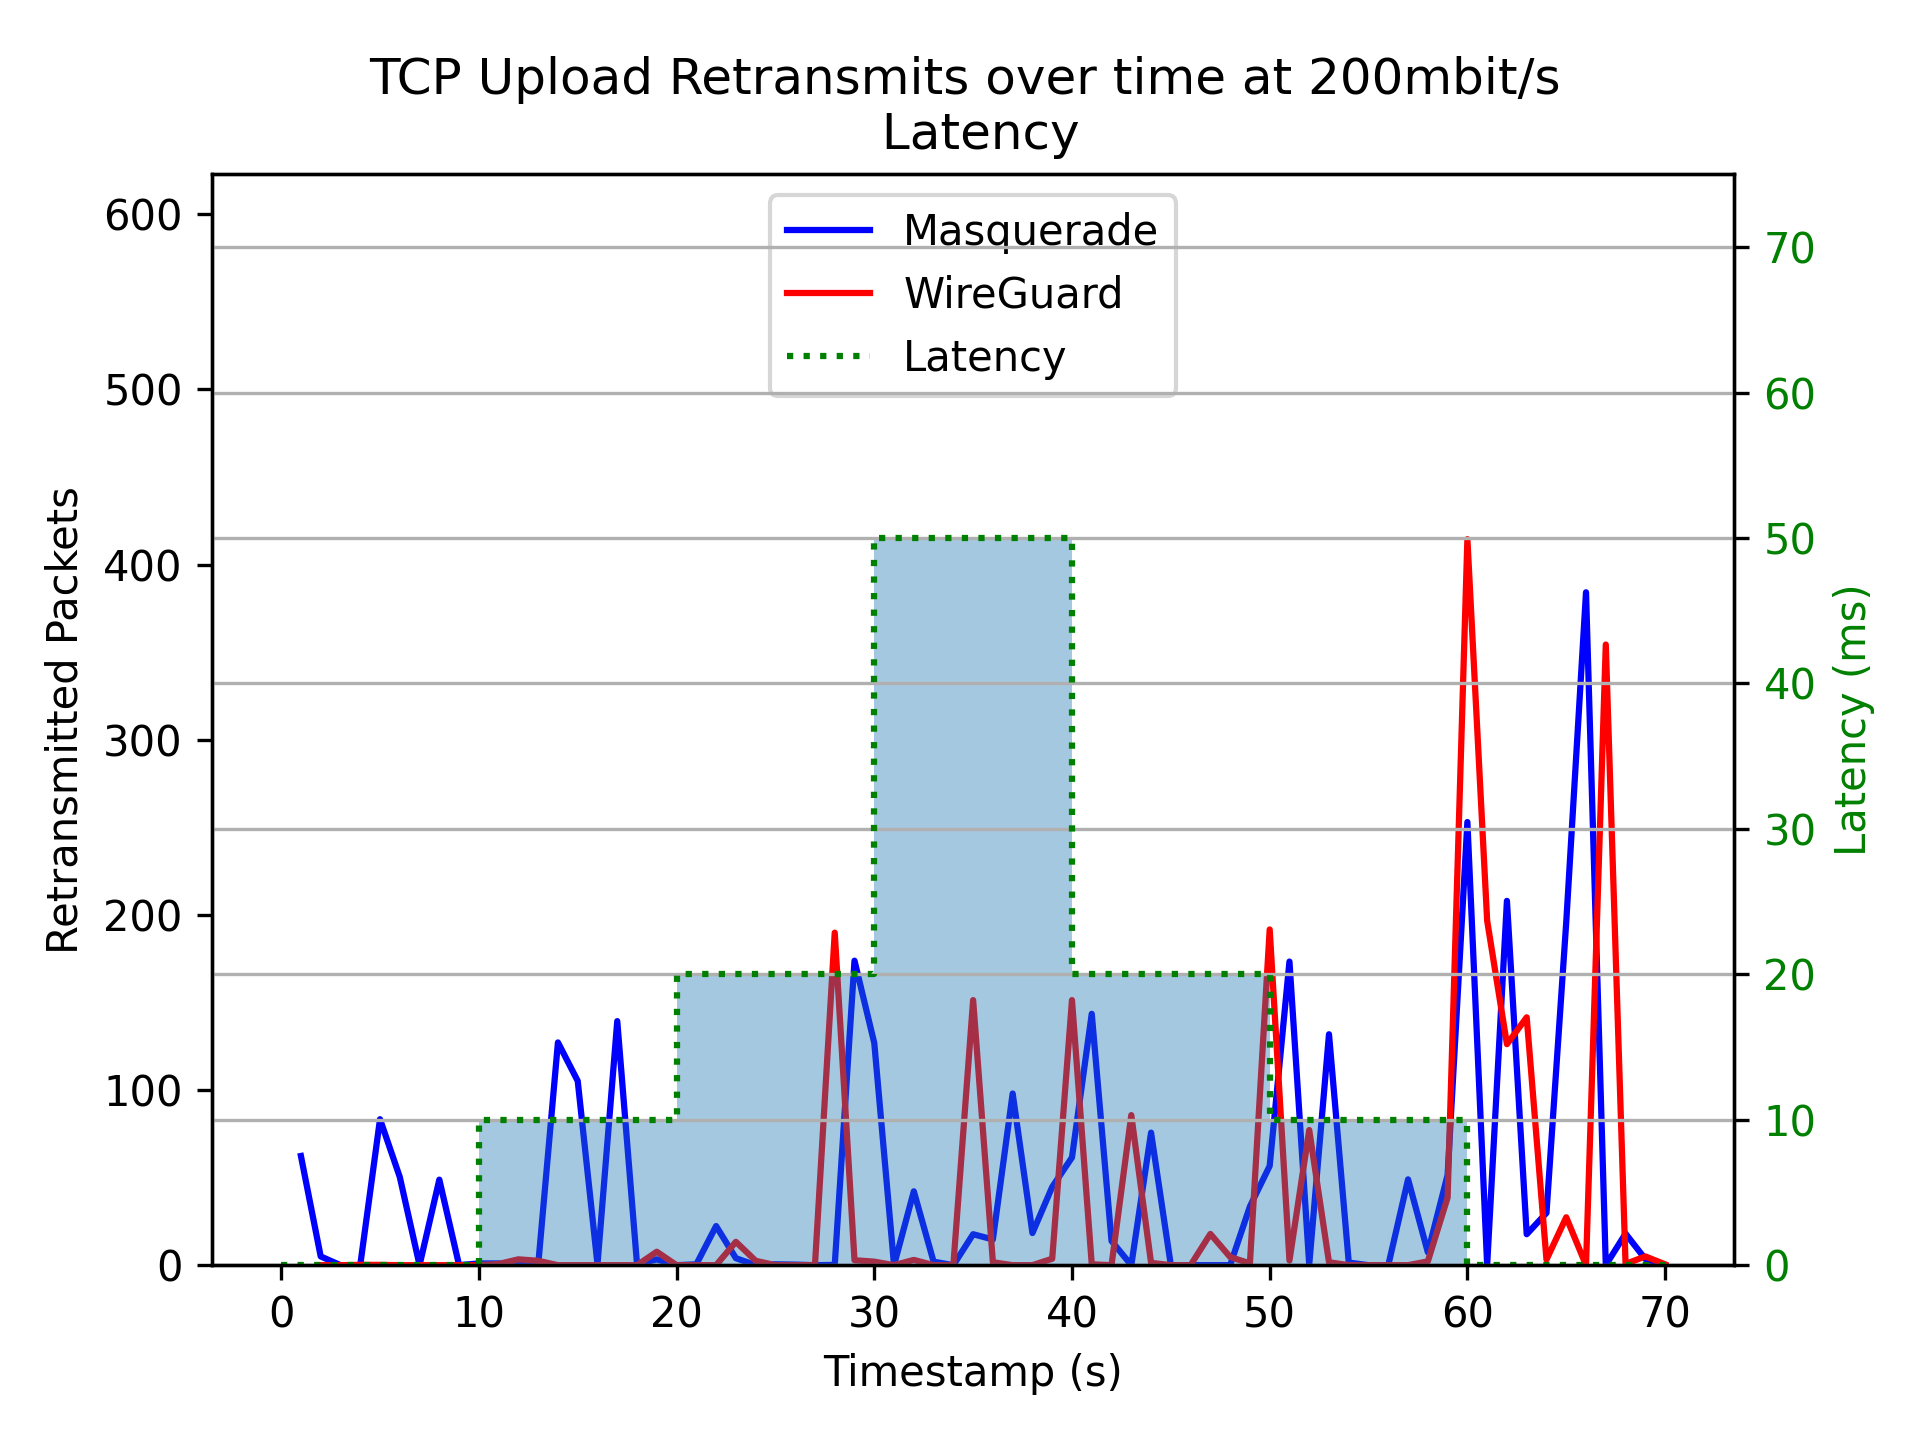 TCP Upload Retransmits over time at 200mbit/s
Latency
Masquerade
WireGuard
Latency
Retransmitted Packets
600
500
400
300
200
100
0
Latency (ms)
70
60
50
40
30
20
10
0
0 10 20 30 40 50 60 70
Timestamp (s)